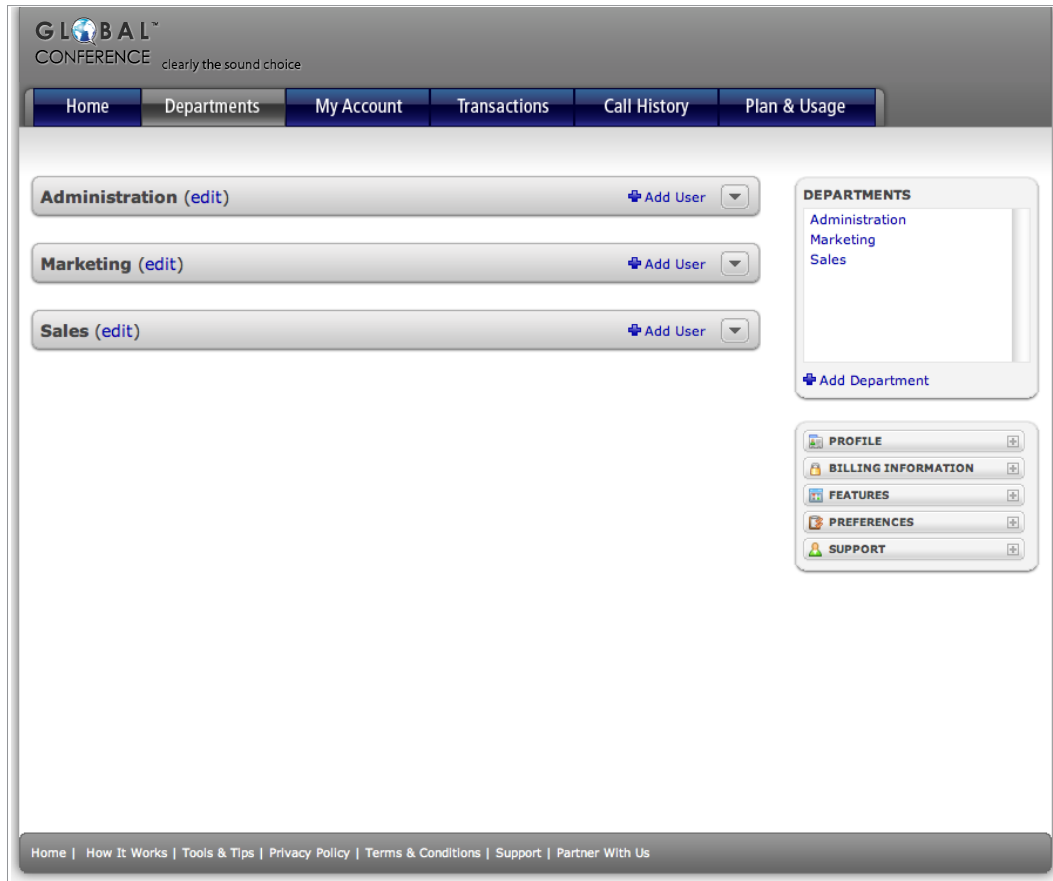 GLOBAL™
CONFERENCE clearly the sound choice
Home Departments My Account Transactions Call History Plan & Usage
Administration (edit) Add User
Marketing (edit) Add User
Sales (edit) Add User
DEPARTMENTS
Administration
Marketing
Sales
Add Department
PROFILE
BILLING INFORMATION
FEATURES
PREFERENCES
SUPPORT
Home | How It Works | Tools & Tips | Privacy Policy | Terms & Conditions | Support | Partner With Us